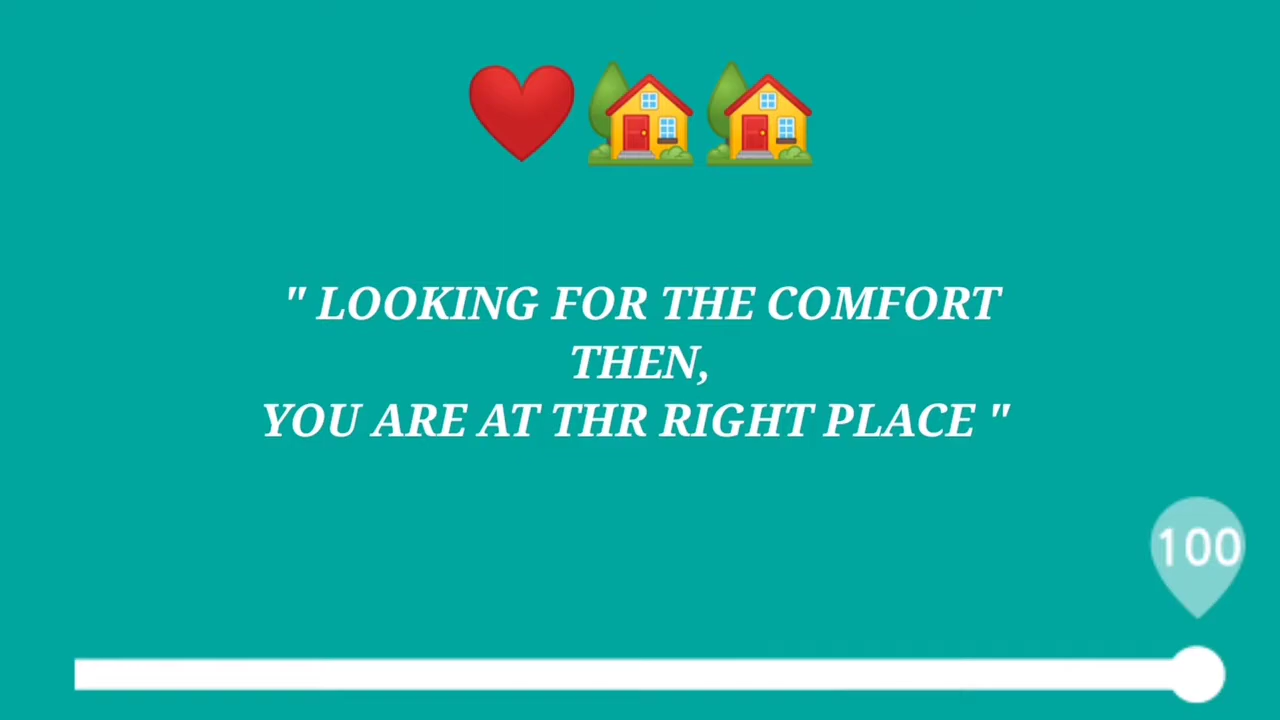 " LOOKING FOR THE COMFORT
THEN,
YOU ARE AT THR RIGHT PLACE "
100